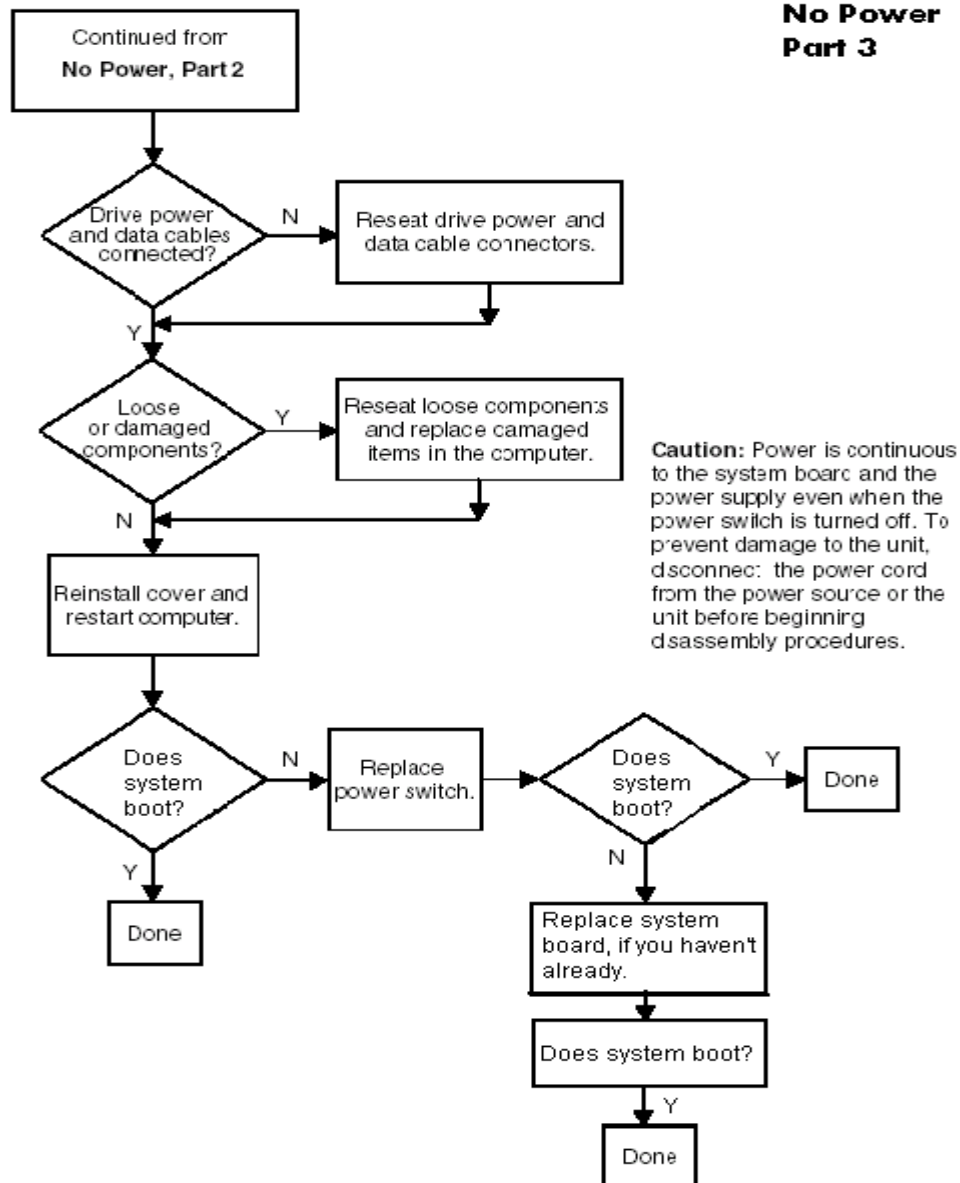 No Power
Part 3
Continued from
No Power, Part 2
Drive power
and data cables
connected?
N
Reseat drive power and
data cable connectors.
Y
Loose
or damaged
components?
Y
Reseat loose components
and replace camaged
items in the computer.
N
Caution: Power is continuous
to the system board and the
power supply even when the
power switch is turned off. To
prevent damage to the unit,
disconnect the power cord
from the power source or the
unit before beginning
disassembly procedures.
Reinstall cover and
restart computer.
Does
system
boot?
N
Replace
power switch.
Does
system
boot?
Y
Done
Y
Done
N
Replace system
board, if you haven't
already.
Does system boot?
Y
Done